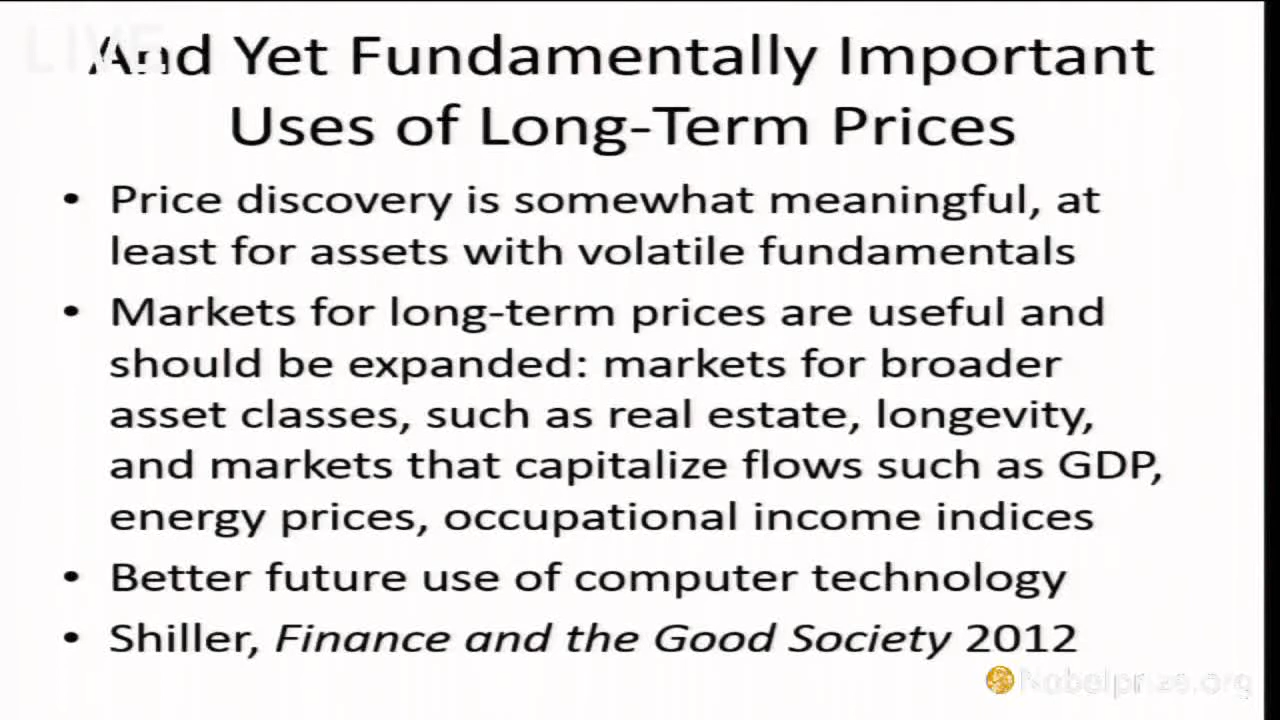 LIVE
And Yet Fundamentally Important
Uses of Long-Term Prices
• Price discovery is somewhat meaningful, at
least for assets with volatile fundamentals
• Markets for long-term prices are useful and
should be expanded: markets for broader
asset classes, such as real estate, longevity,
and markets that capitalize flows such as GDP,
energy prices, occupational income indices
• Better future use of computer technology
• Shiller, Finance and the Good Society 2012
Nobelprize.org